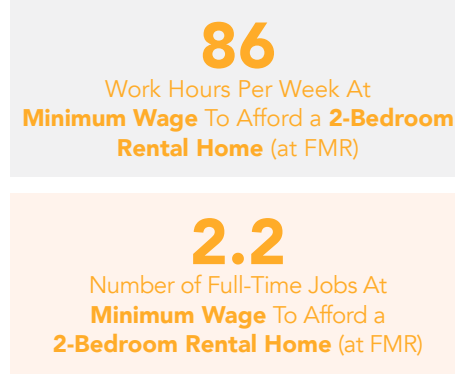 86
Work Hours Per Week At
Minimum Wage To Afford a 2-Bedroom
Rental Home (at FMR)
2.2
Number of Full-Time Jobs At
Minimum Wage To Afford a
2-Bedroom Rental Home (at FMR)